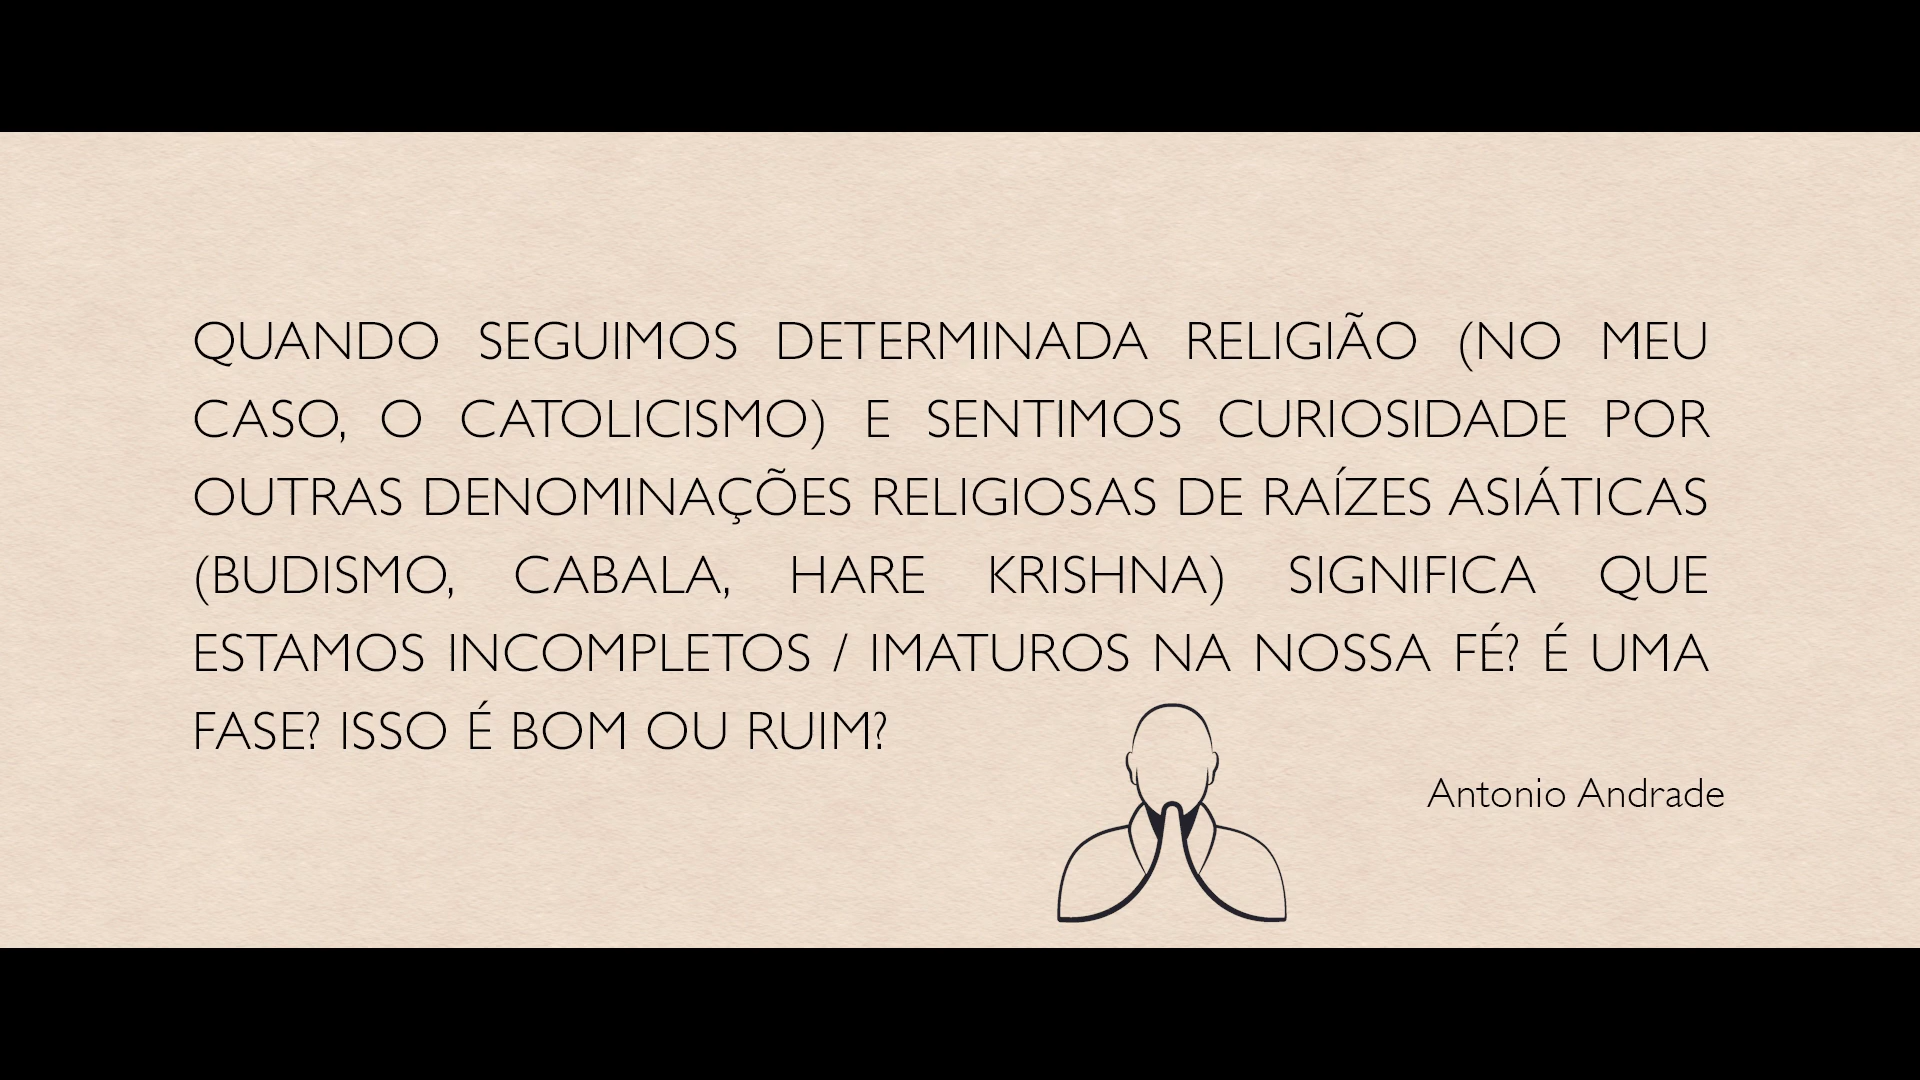 QUANDO SEGUIMOS DETERMINADA RELIGIÃO (NO MEU
CASO, O CATOLICISMO) E SENTIMOS CURIOSIDADE POR
OUTRAS DENOMINAÇÕES RELIGIOSAS DE RAÍZES ASIÁTICAS
(BUDISMO, CABALA, HARE KRISHNA) SIGNIFICA QUE
ESTAMOS INCOMPLETOS / IMATUROS NA NOSSA FÉ? É UMA
FASE? ISSO É BOM OU RUIM?
Antonio Andrade